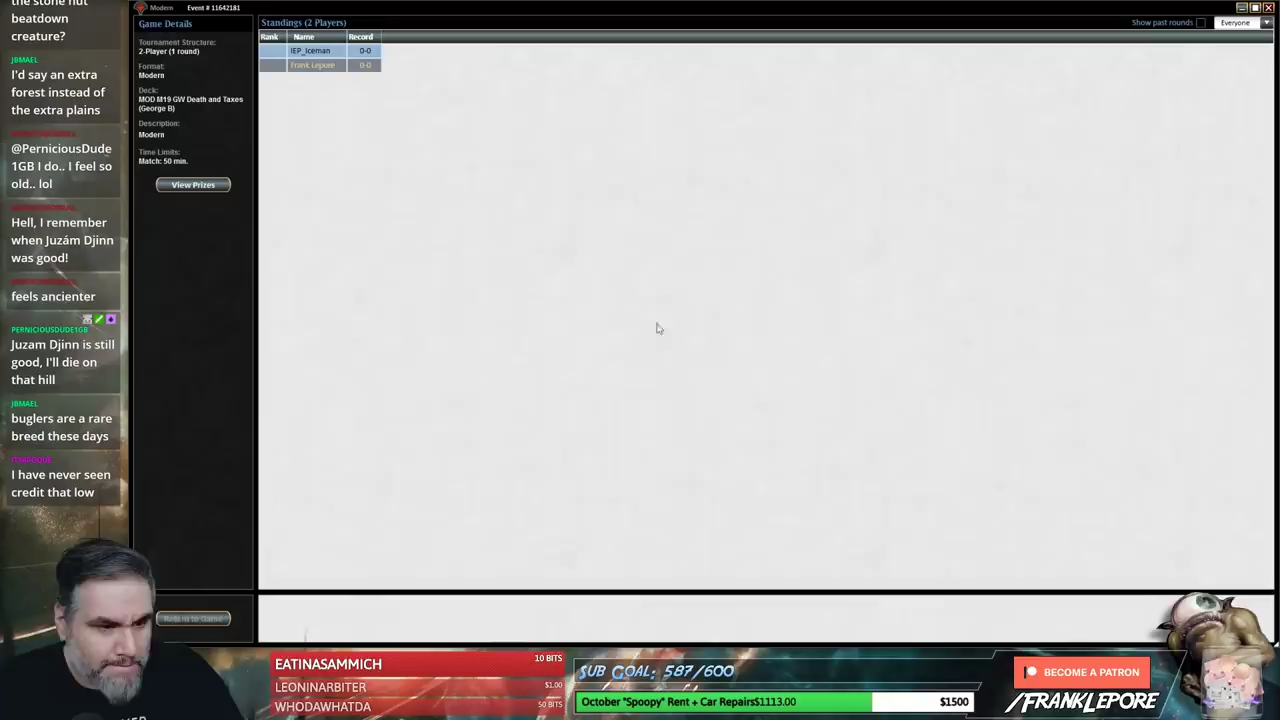 the stone nut
beatdown
creature?
JBMAEL
I'd say an extra
forest instead of
the extra plains
@PerniciousDude
1GB I do.. I feel so
old.. lol
Hell, I remember
when Juzám Djinn
was good!
feels ancienter
PERNICIOUSDUDE1GB
Juzam Djinn is still
good, I'll die on
that hill
JBMAEL
buglers are a rare
breed these days
I have never seen
credit that low
Modern Event # 11642181
Game Details
Tournament Structure:
2-Player (1 round)
Format:
Modern
Deck:
MOD M19 GW Death and Taxes
(George B)
Description:
Modern
Time Limits:
Match: 50 min.
View Prizes
Return to Game
Standings (2 Players)
Show past rounds
Everyone
Rank Name Record
IEP_Iceman 0-0
Frank Lepore 0-0
EATINASAMMICH 10 BITS
LEONINARBITER $1.00
WHODAWHATDA 50 BITS
SUB GOAL: 587/600
October "Spoopy" Rent + Car Repairs $1113.00 $1500
BECOME A PATRON
/FRANKLEPORE